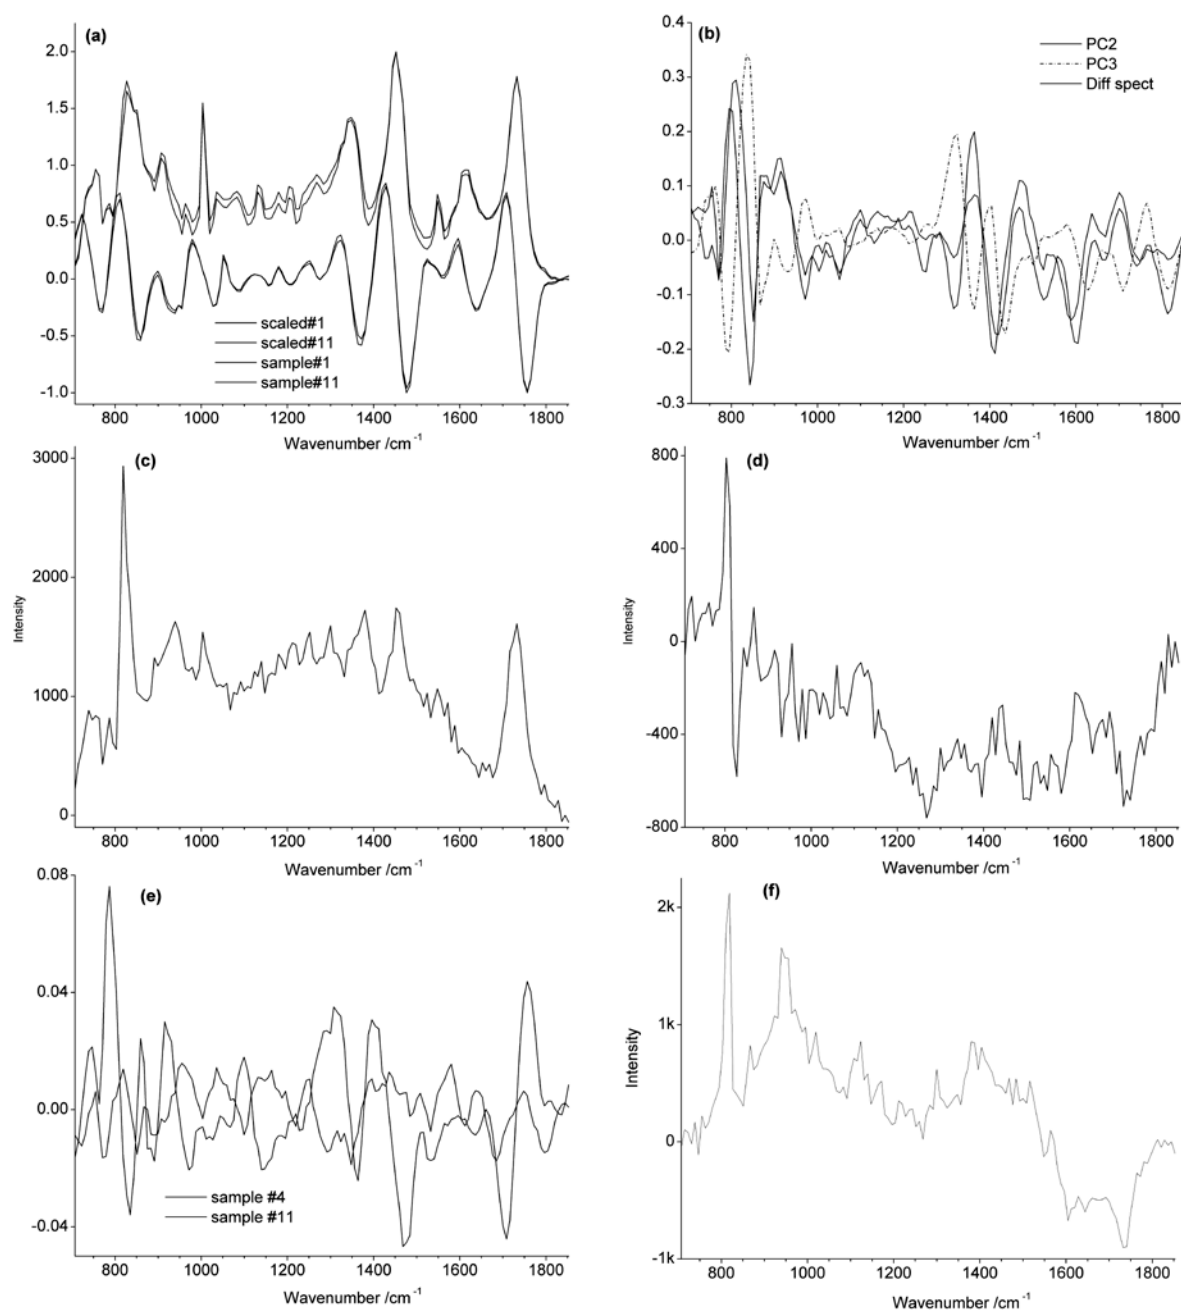 (a)
2.0
1.5
1.0
0.5
0.0
-0.5
-1.0
scaled#1
scaled#11
sample#1
sample#11
800 1000 1200 1400 1600 1800
Wavenumber /cm⁻¹
(b)
0.4
0.3
0.2
0.1
0.0
-0.1
-0.2
-0.3
PC2
PC3
Diff spect
800 1000 1200 1400 1600 1800
Wavenumber /cm⁻¹
(c)
3000
2000
1000
0
Intensity
800 1000 1200 1400 1600 1800
Wavenumber /cm⁻¹
(d)
800
400
0
-400
-800
Intensity
800 1000 1200 1400 1600 1800
Wavenumber /cm⁻¹
(e)
0.08
0.04
0.00
-0.04
sample #4
sample #11
800 1000 1200 1400 1600 1800
Wavenumber /cm⁻¹
(f)
2k
1k
0
-1k
Intensity
800 1000 1200 1400 1600 1800
Wavenumber /cm⁻¹